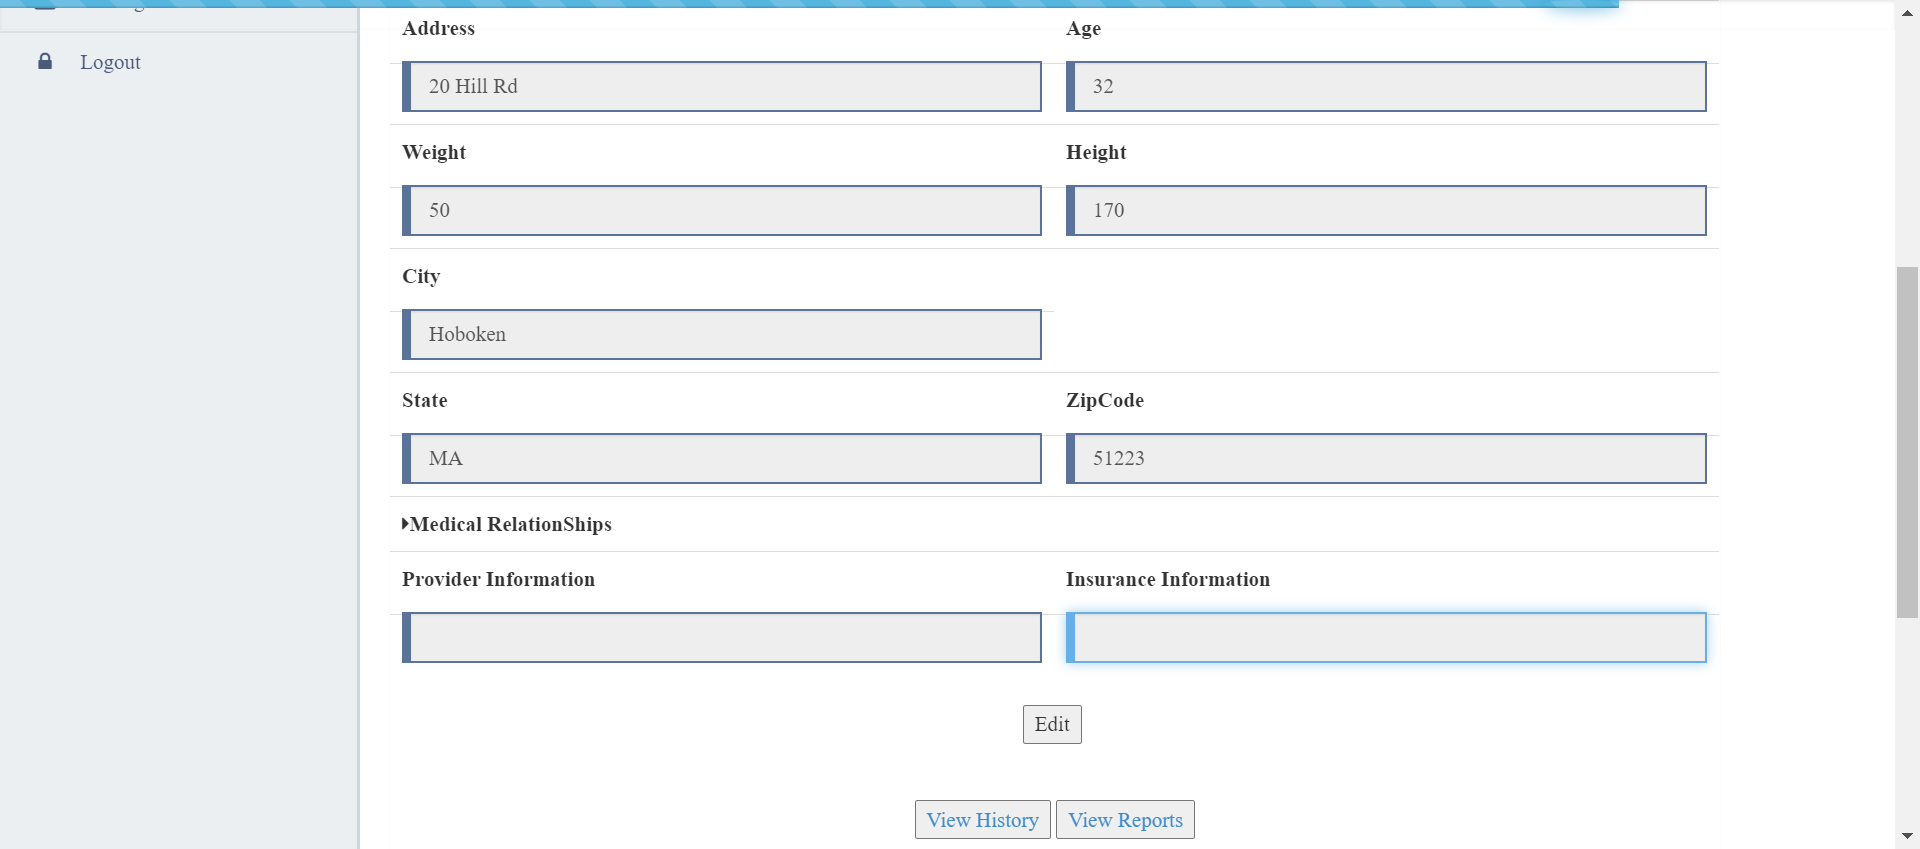 Logout
Address Age
20 Hill Rd 32
Weight Height
50 170
City
Hoboken
State ZipCode
MA 51223
Medical RelationShips
Provider Information Insurance Information
Edit
View History View Reports